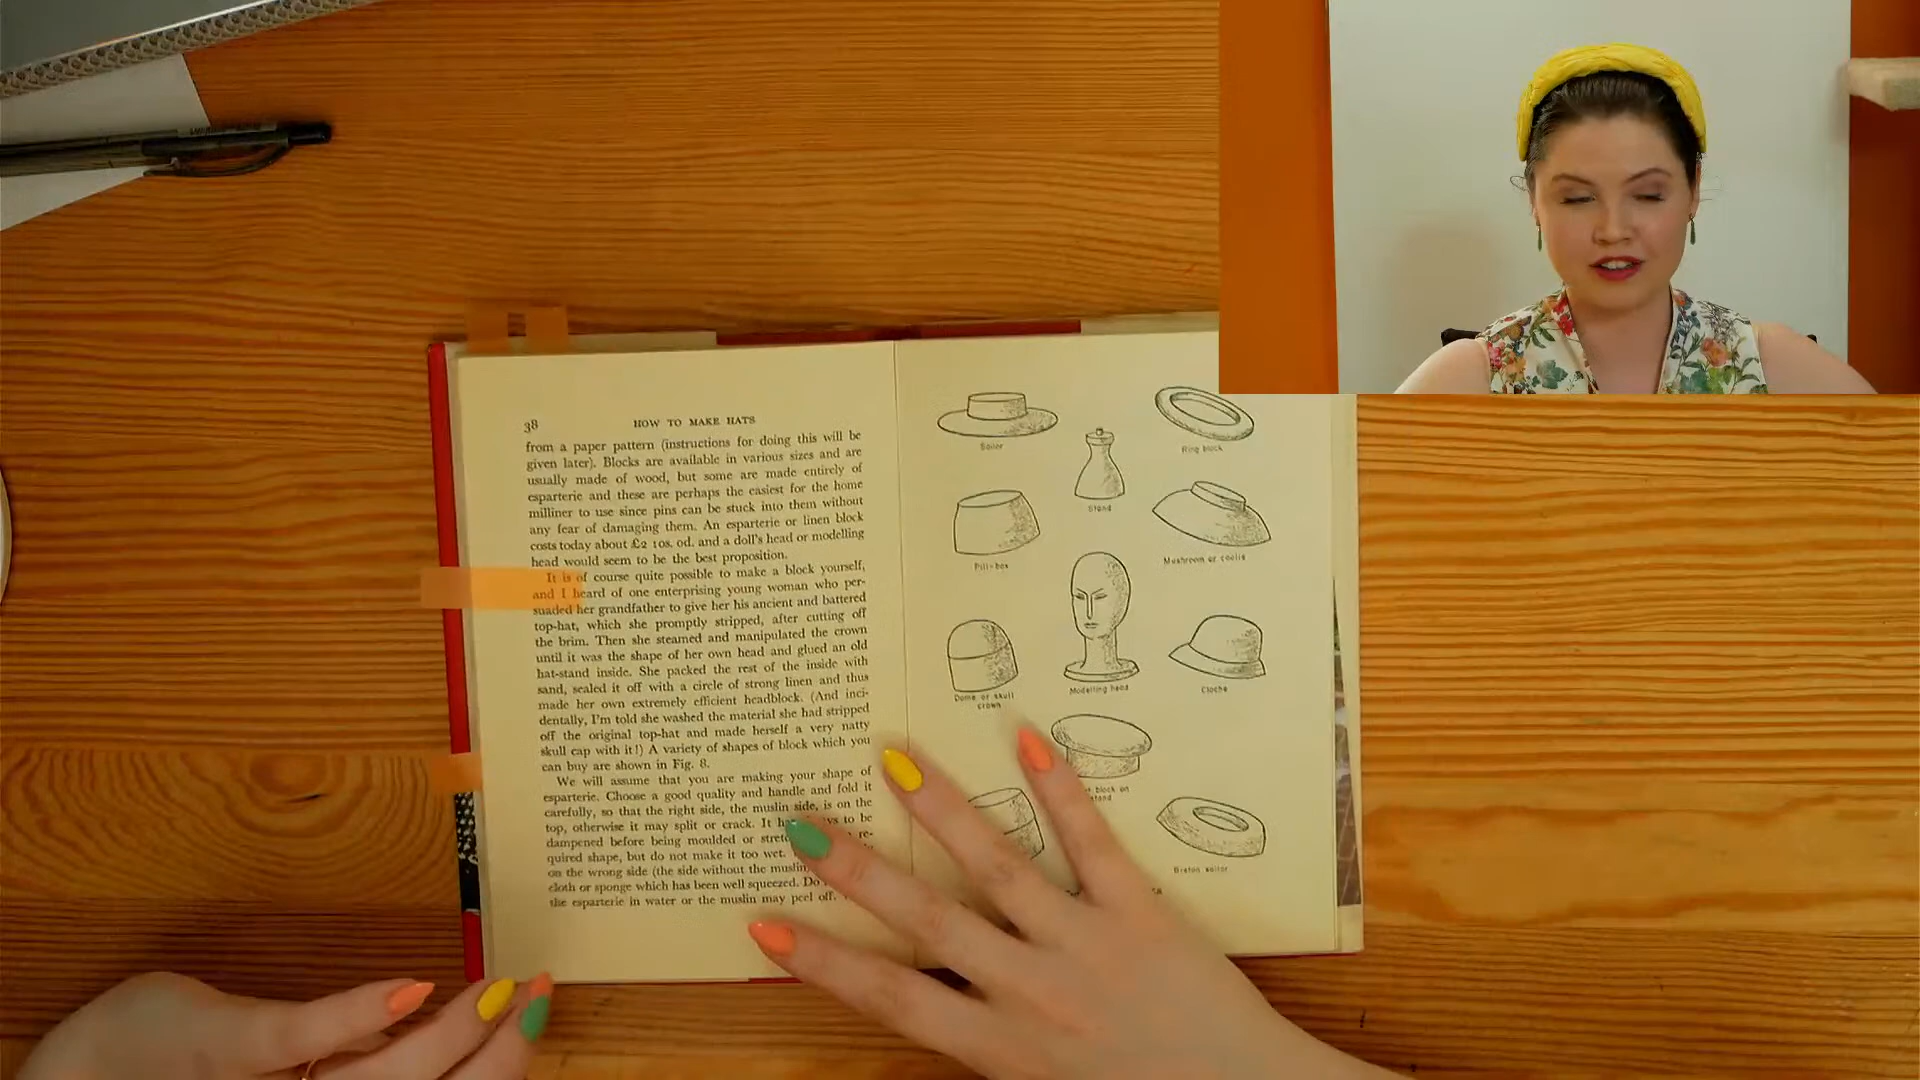 38 HOW TO MAKE HATS
from a paper pattern (instructions for doing this will be
given later). Blocks are available in various sizes and are
usually made of wood, but some are made entirely of
esparterie and these are perhaps the easiest for the home
milliner to use since pins can be stuck into them without
any fear of damaging them. An esparterie or linen block
costs today about £2 10s. od. and a doll's head or modelling
head would seem to be the best proposition.
It is of course quite possible to make a block yourself,
and I heard of one enterprising young woman who per-
suaded her grandfather to give her his ancient and battered
top-hat, which she promptly stripped, after cutting off
the brim. Then she steamed and manipulated the crown
until it was the shape of her own head and glued an old
hat-stand inside. She packed the rest of the inside with
sand, sealed it off with a circle of strong linen and thus
made her own extremely efficient headblock. (And inci-
dentally, I'm told she washed the material she had stripped
off the original top-hat and made herself a very natty
skull cap with it!) A variety of shapes of block which you
can buy are shown in Fig. 8.
We will assume that you are making your shape of
esparterie. Choose a good quality and handle and fold it
carefully, so that the right side, the muslin side, is on the
top, otherwise it may split or crack. It to be
dampened before being moulded or re-
quired shape, but do not make it too wet.
on the wrong side (the side without the muslin
cloth or sponge which has been well squeezed. Do
the esparterie in water or the muslin may peel off.
Sailor
Ring block
Stand
Pill-box
Mushroom or coolie
Modelling head
Dome or skull
crown
Cloche
block on
stand
Breton sailor